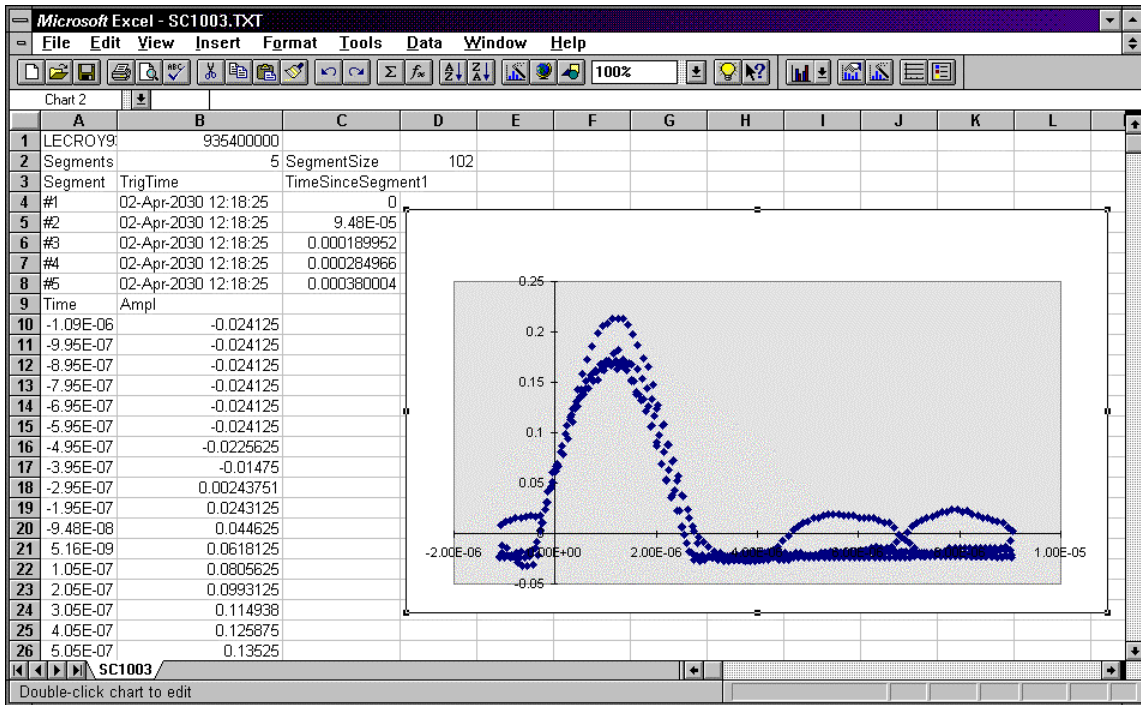 Microsoft Excel - SC1003.TXT
File Edit View Insert Format Tools Data Window Help
100%
Chart 2
A B C D E F G H I J K L
1 LECROY9 935400000
2 Segments 5 SegmentSize 102
3 Segment TrigTime TimeSinceSegment1
4 #1 02-Apr-2030 12:18:25 0
5 #2 02-Apr-2030 12:18:25 9.48E-05
6 #3 02-Apr-2030 12:18:25 0.000189952
7 #4 02-Apr-2030 12:18:25 0.000284966
8 #5 02-Apr-2030 12:18:25 0.000380004
9 Time Ampl
10 -1.09E-06 -0.024125
11 -9.95E-07 -0.024125
12 -8.95E-07 -0.024125
13 -7.95E-07 -0.024125
14 -6.95E-07 -0.024125
15 -5.95E-07 -0.024125
16 -4.95E-07 -0.0225625
17 -3.95E-07 -0.01475
18 -2.95E-07 0.00243751
19 -1.95E-07 0.0243125
20 -9.48E-08 0.044625
21 5.16E-09 0.0618125
22 1.05E-07 0.0805625
23 2.05E-07 0.0993125
24 3.05E-07 0.114938
25 4.05E-07 0.125875
26 5.05E-07 0.13525
0.25
0.2
0.15
0.1
0.05
0
-0.05
-2.00E-06 2.00E-06 1.00E-05
SC1003
Double-click chart to edit